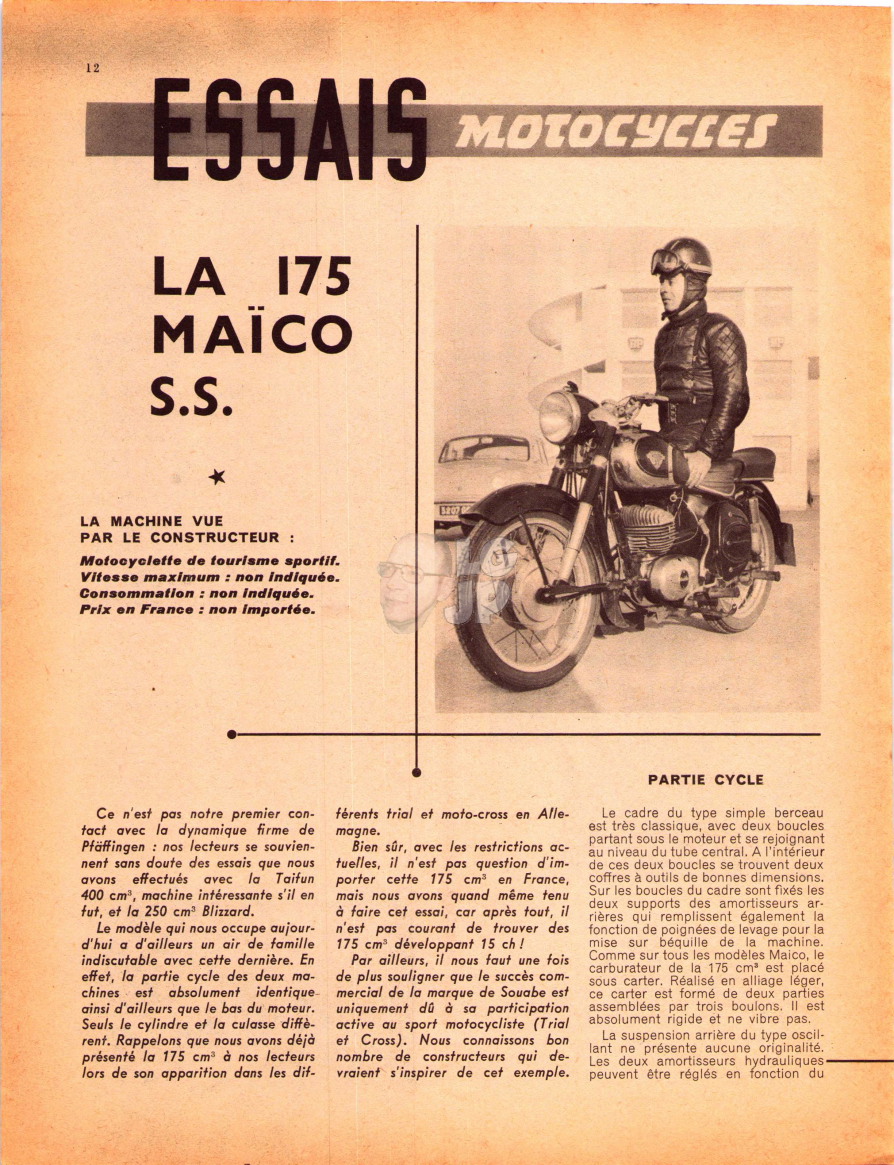 12
ESSAIS MOTOCYCLES
LA 175
MAÏCO
S.S.
LA MACHINE VUE
PAR LE CONSTRUCTEUR :
Motocyclette de tourisme sportif.
Vitesse maximum : non indiquée.
Consommation : non indiquée.
Prix en France : non importée.
Ce n'est pas notre premier con-
tact avec la dynamique firme de
Pfäffingen : nos lecteurs se souvien-
nent sans doute des essais que nous
avons effectués avec la Taifun
400 cm³, machine intéressante s'il en
fut, et la 250 cm³ Blizzard.
Le modèle qui nous occupe aujour-
d'hui a d'ailleurs un air de famille
indiscutable avec cette dernière. En
effet, la partie cycle des deux ma-
chines est absolument identique
ainsi d'ailleurs que le bas du moteur.
Seuls le cylindre et la culasse diffè-
rent. Rappelons que nous avons déjà
présenté la 175 cm³ à nos lecteurs
lors de son apparition dans les dif-
férents trial et moto-cross en Alle-
magne.
Bien sûr, avec les restrictions ac-
tuelles, il n'est pas question d'im-
porter cette 175 cm³ en France,
mais nous avons quand même tenu
à faire cet essai, car après tout, il
n'est pas courant de trouver des
175 cm³ développant 15 ch !
Par ailleurs, il nous faut une fois
de plus souligner que le succès com-
mercial de la marque de Souabe est
uniquement dû à sa participation
active au sport motocycliste (Trial
et Cross). Nous connaissons bon
nombre de constructeurs qui de-
vraient s'inspirer de cet exemple.
PARTIE CYCLE
Le cadre du type simple berceau
est très classique, avec deux boucles
partant sous le moteur et se rejoignant
au niveau du tube central. A l'intérieur
de ces deux boucles se trouvent deux
coffres à outils de bonnes dimensions.
Sur les boucles du cadre sont fixés les
deux supports des amortisseurs ar-
rières qui remplissent également la
fonction de poignées de levage pour la
mise sur béquille de la machine.
Comme sur tous les modèles Maico, le
carburateur de la 175 cm³ est placé
sous carter. Réalisé en alliage léger,
ce carter est formé de deux parties
assemblées par trois boulons. Il est
absolument rigide et ne vibre pas.
La suspension arrière du type oscil-
lant ne présente aucune originalité.
Les deux amortisseurs hydrauliques
peuvent être réglés en fonction du